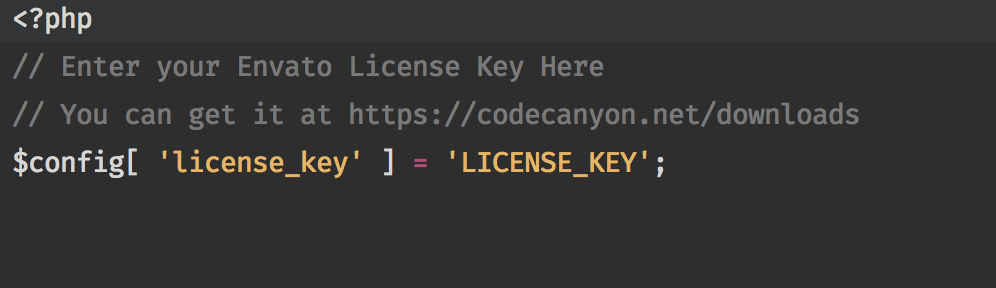 <?php
// Enter your Envato License Key Here
// You can get it at https://codecanyon.net/downloads
$config[ 'license_key' ] = 'LICENSE_KEY';